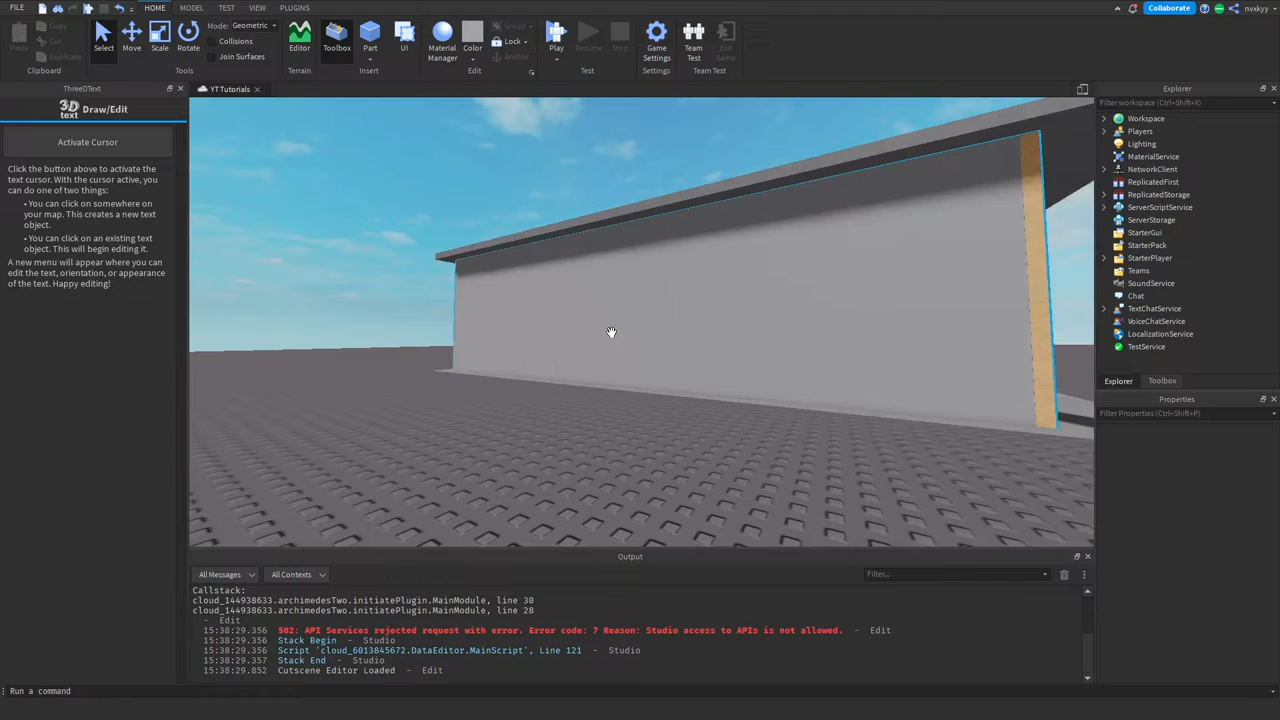 FILE HOME MODEL TEST VIEW PLUGINS Collaborate nvkyy
Paste Copy Cut Duplicate Select Move Scale Rotate Mode: Geometric Collisions Join Surfaces Editor Toolbox Part UI Material Manager Color Group Lock Anchor Play Resume Stop Game Settings Team Test Exit Game
Clipboard Tools Terrain Insert Edit Test Settings Team Test
ThreeDText
3D text Draw/Edit
Activate Cursor
Click the button above to activate the
text cursor. With the cursor active, you
can do one of two things:
• You can click on somewhere on
your map. This creates a new text
object.
• You can click on an existing text
object. This will begin editing it.
A new menu will appear where you can
edit the text, orientation, or appearance
of the text. Happy editing!
YT Tutorials
Output
All Messages All Contexts Filter...
Callstack:
cloud_144938633.archimedesTwo.initiatePlugin.MainModule, line 30
cloud_144938633.archimedesTwo.initiatePlugin.MainModule, line 28
- Edit
15:38:29.356 502: API Services rejected request with error. Error code: 7 Reason: Studio access to APIs is not allowed. - Edit
15:38:29.356 Stack Begin - Studio
15:38:29.356 Script 'cloud_6013845672.DataEditor.MainScript', Line 121 - Studio
15:38:29.357 Stack End - Studio
15:38:29.852 Cutscene Editor Loaded - Edit
Run a command
Explorer
Filter workspace (Ctrl+Shift+X)
Workspace
Players
Lighting
MaterialService
NetworkClient
ReplicatedFirst
ReplicatedStorage
ServerScriptService
ServerStorage
StarterGui
StarterPack
StarterPlayer
Teams
SoundService
Chat
TextChatService
VoiceChatService
LocalizationService
TestService
Explorer Toolbox
Properties
Filter Properties (Ctrl+Shift+P)